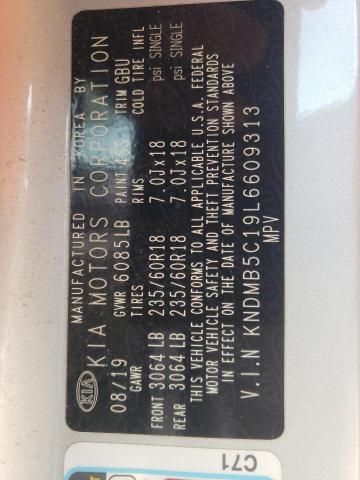 MANUFACTURED IN KOREA BY
KIA KIA MOTORS CORPORATION
08/19 GVWR 6085LB PAINT 4SS TRIM GBU
GAWR TIRES RIMS COLD TIRE INFL
FRONT 3064 LB 235/60R18 7.0Jx18 psi SINGLE
REAR 3064 LB 235/60R18 7.0Jx18 psi SINGLE
THIS VEHICLE CONFORMS TO ALL APPLICABLE U.S.A. FEDERAL
MOTOR VEHICLE SAFETY AND THEFT PREVENTION STANDARDS
IN EFFECT ON THE DATE OF MANUFACTURE SHOWN ABOVE
V.I.N KNDMB5C19L6609313
MPV
C71